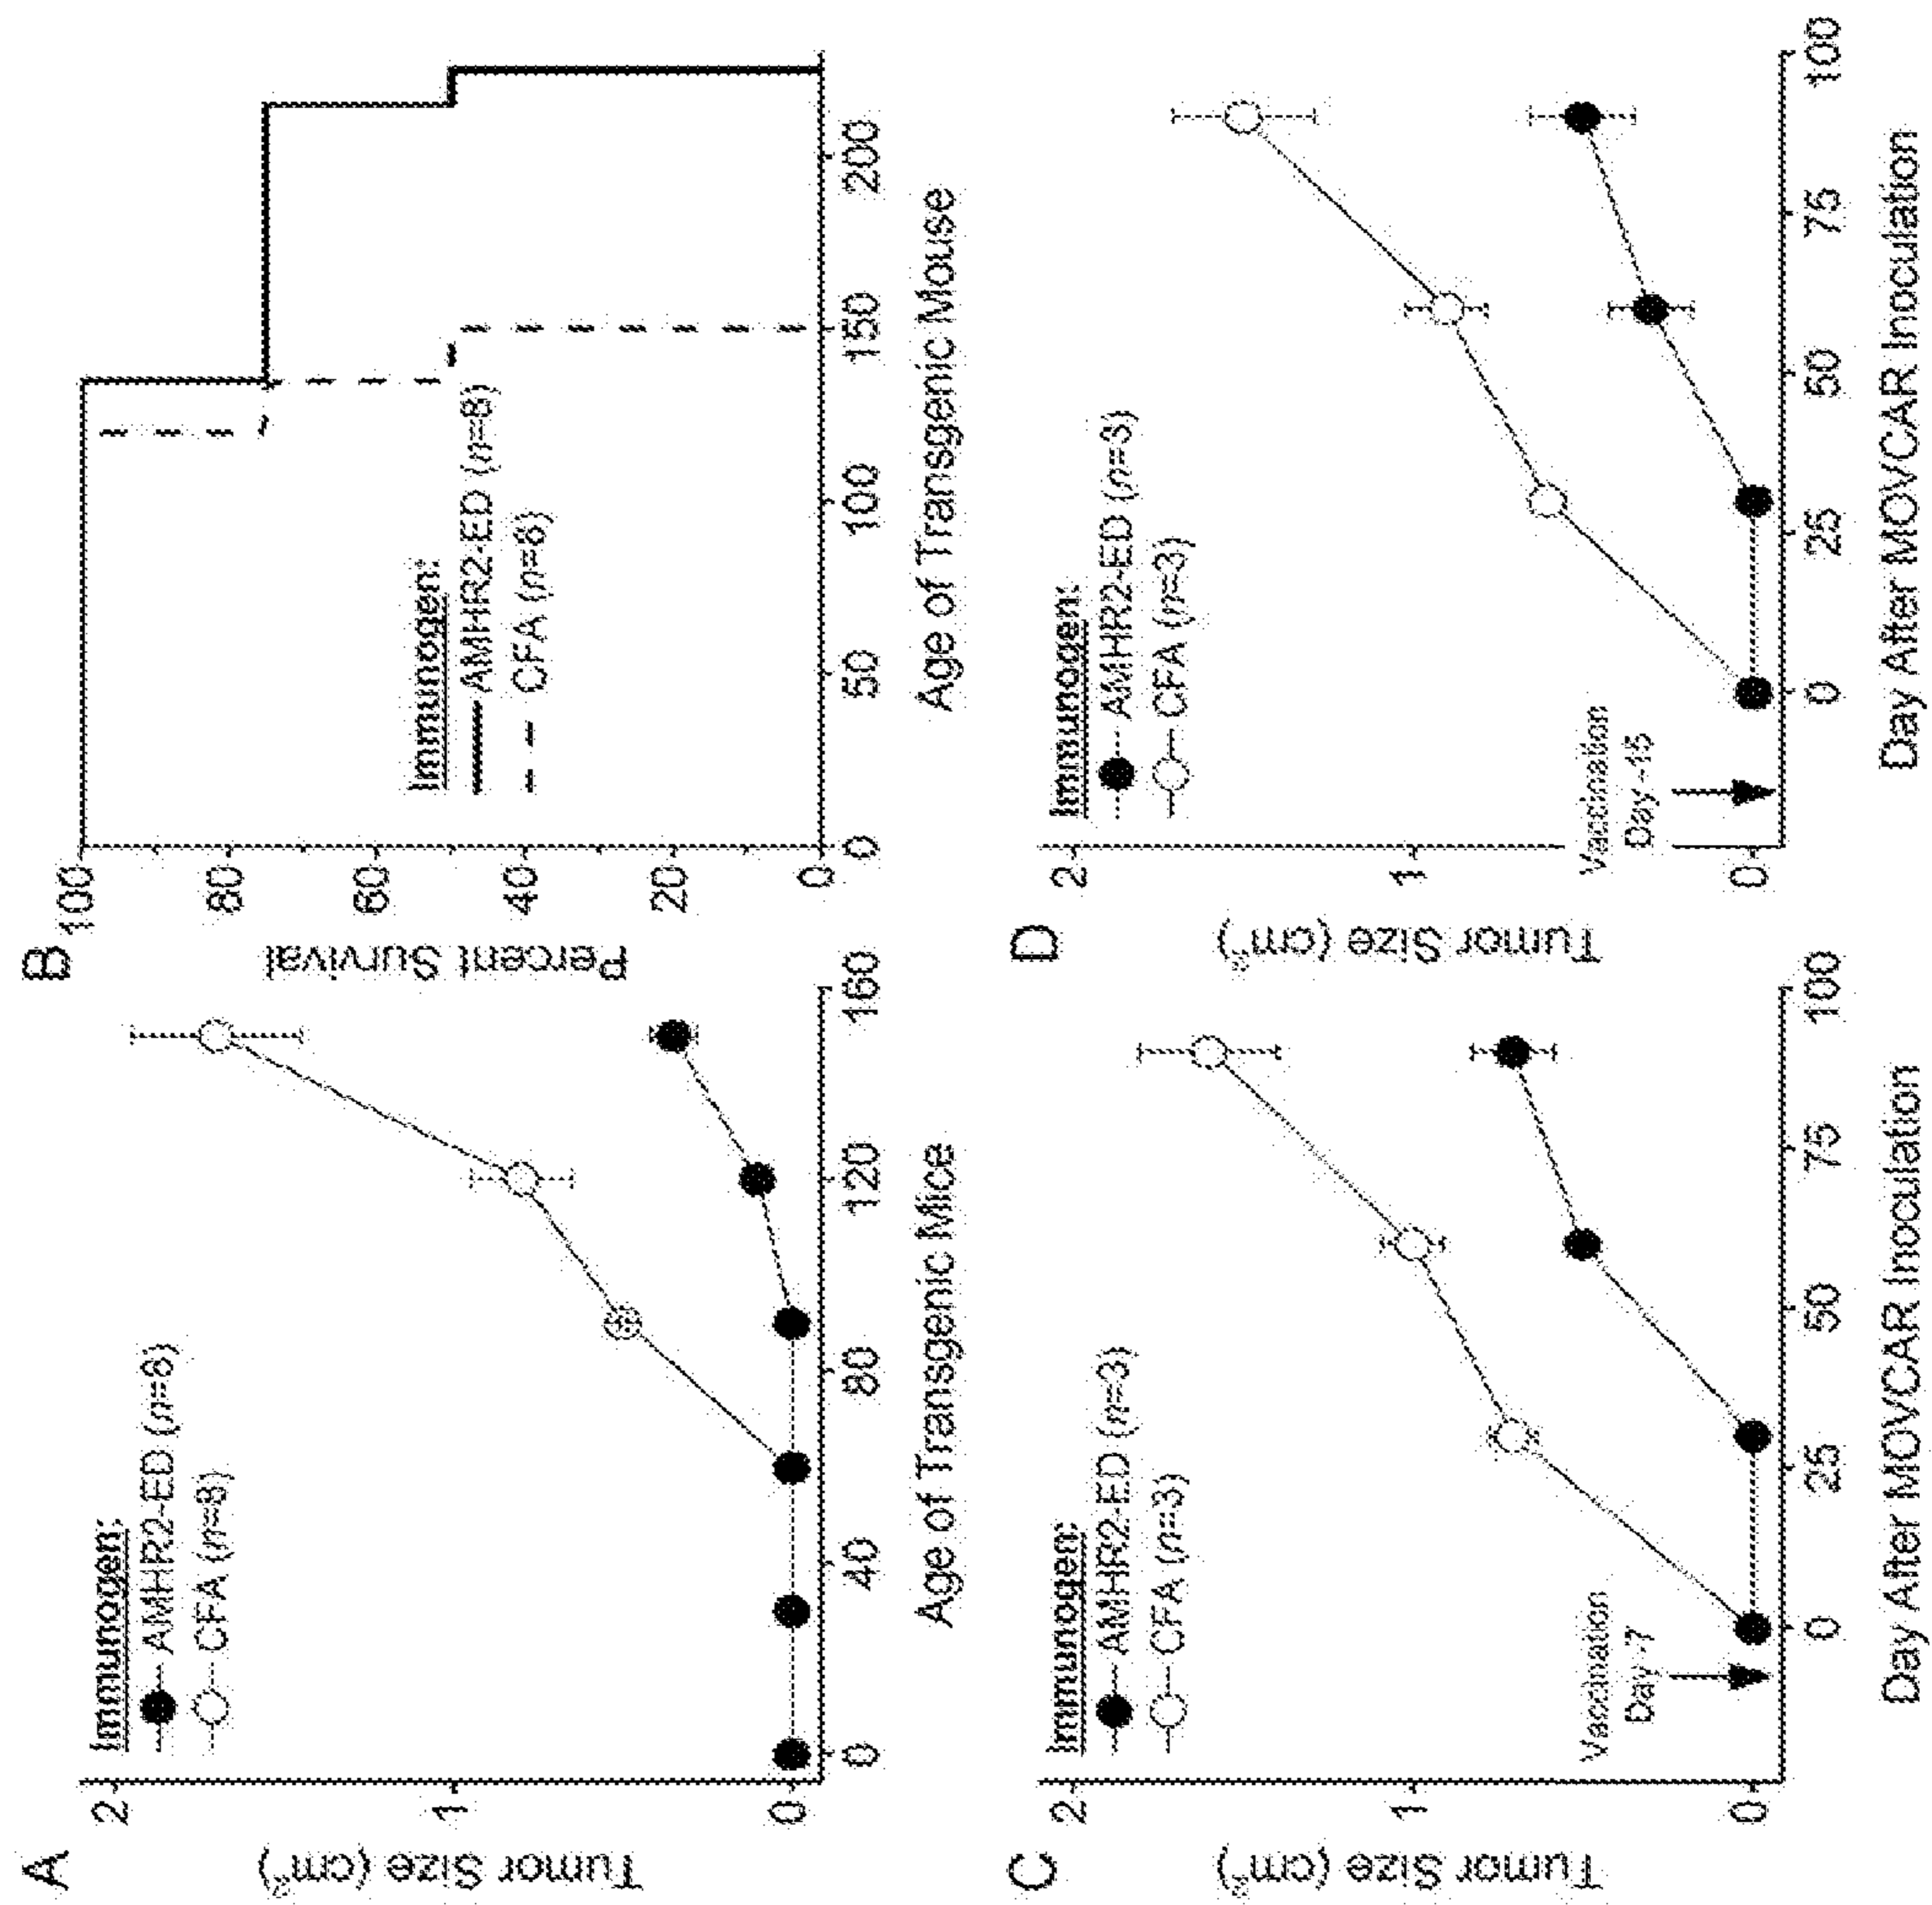 A
Tumor Size (cm²)
2
1
0
Immunogen:
AMHR2-ED (n=8)
CFA (n=8)
0
40
80
120
160
Age of Transgenic Mice
B
Percent Survival
100
80
60
40
20
0
Immunogen:
AMHR2-ED (n=8)
CFA (n=8)
0
50
100
150
200
Age of Transgenic Mouse
C
Tumor Size (cm²)
2
1
0
Immunogen:
AMHR2-ED (n=3)
CFA (n=3)
Vaccination
Day -7
0
25
50
75
100
Day After MOVCAR Inoculation
D
Tumor Size (cm²)
2
1
0
Immunogen:
AMHR2-ED (n=3)
CFA (n=3)
Vaccination
Day -15
0
25
50
75
100
Day After MOVCAR Inoculation